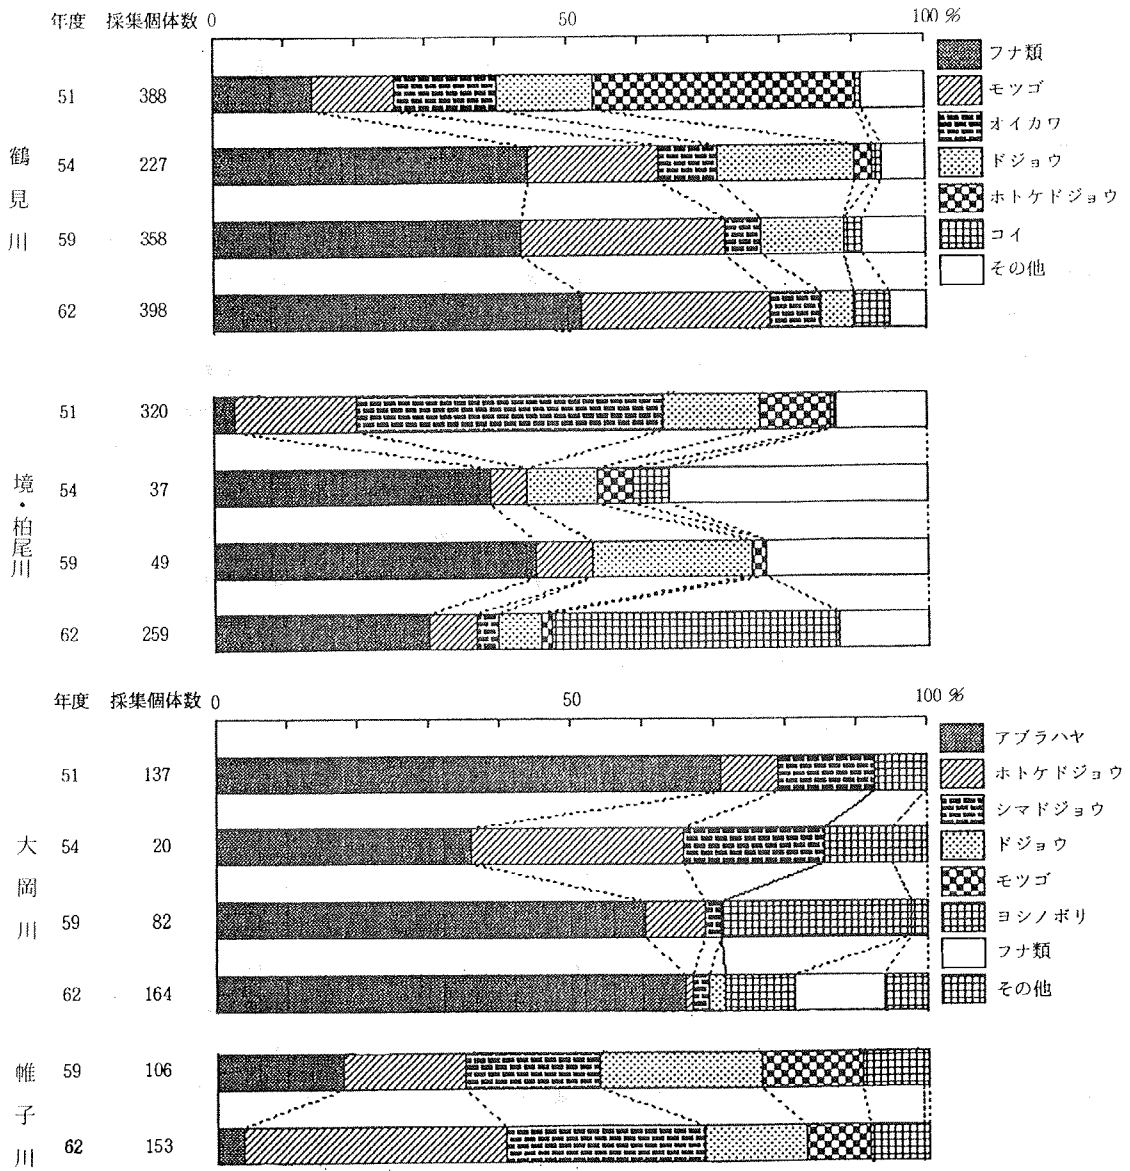 年度 採集個体数 0 50 100 %
フナ類
モツゴ
オイカワ
ドジョウ
ホトケドジョウ
コイ
その他
鶴見川
51 388
54 227
59 358
62 398
境・柏尾川
51 320
54 37
59 49
62 259
年度 採集個体数 0 50 100 %
アブラハヤ
ホトケドジョウ
シマドジョウ
ドジョウ
モツゴ
ヨシノボリ
フナ類
その他
大岡川
51 137
54 20
59 82
62 164
帷子川
59 106
62 153